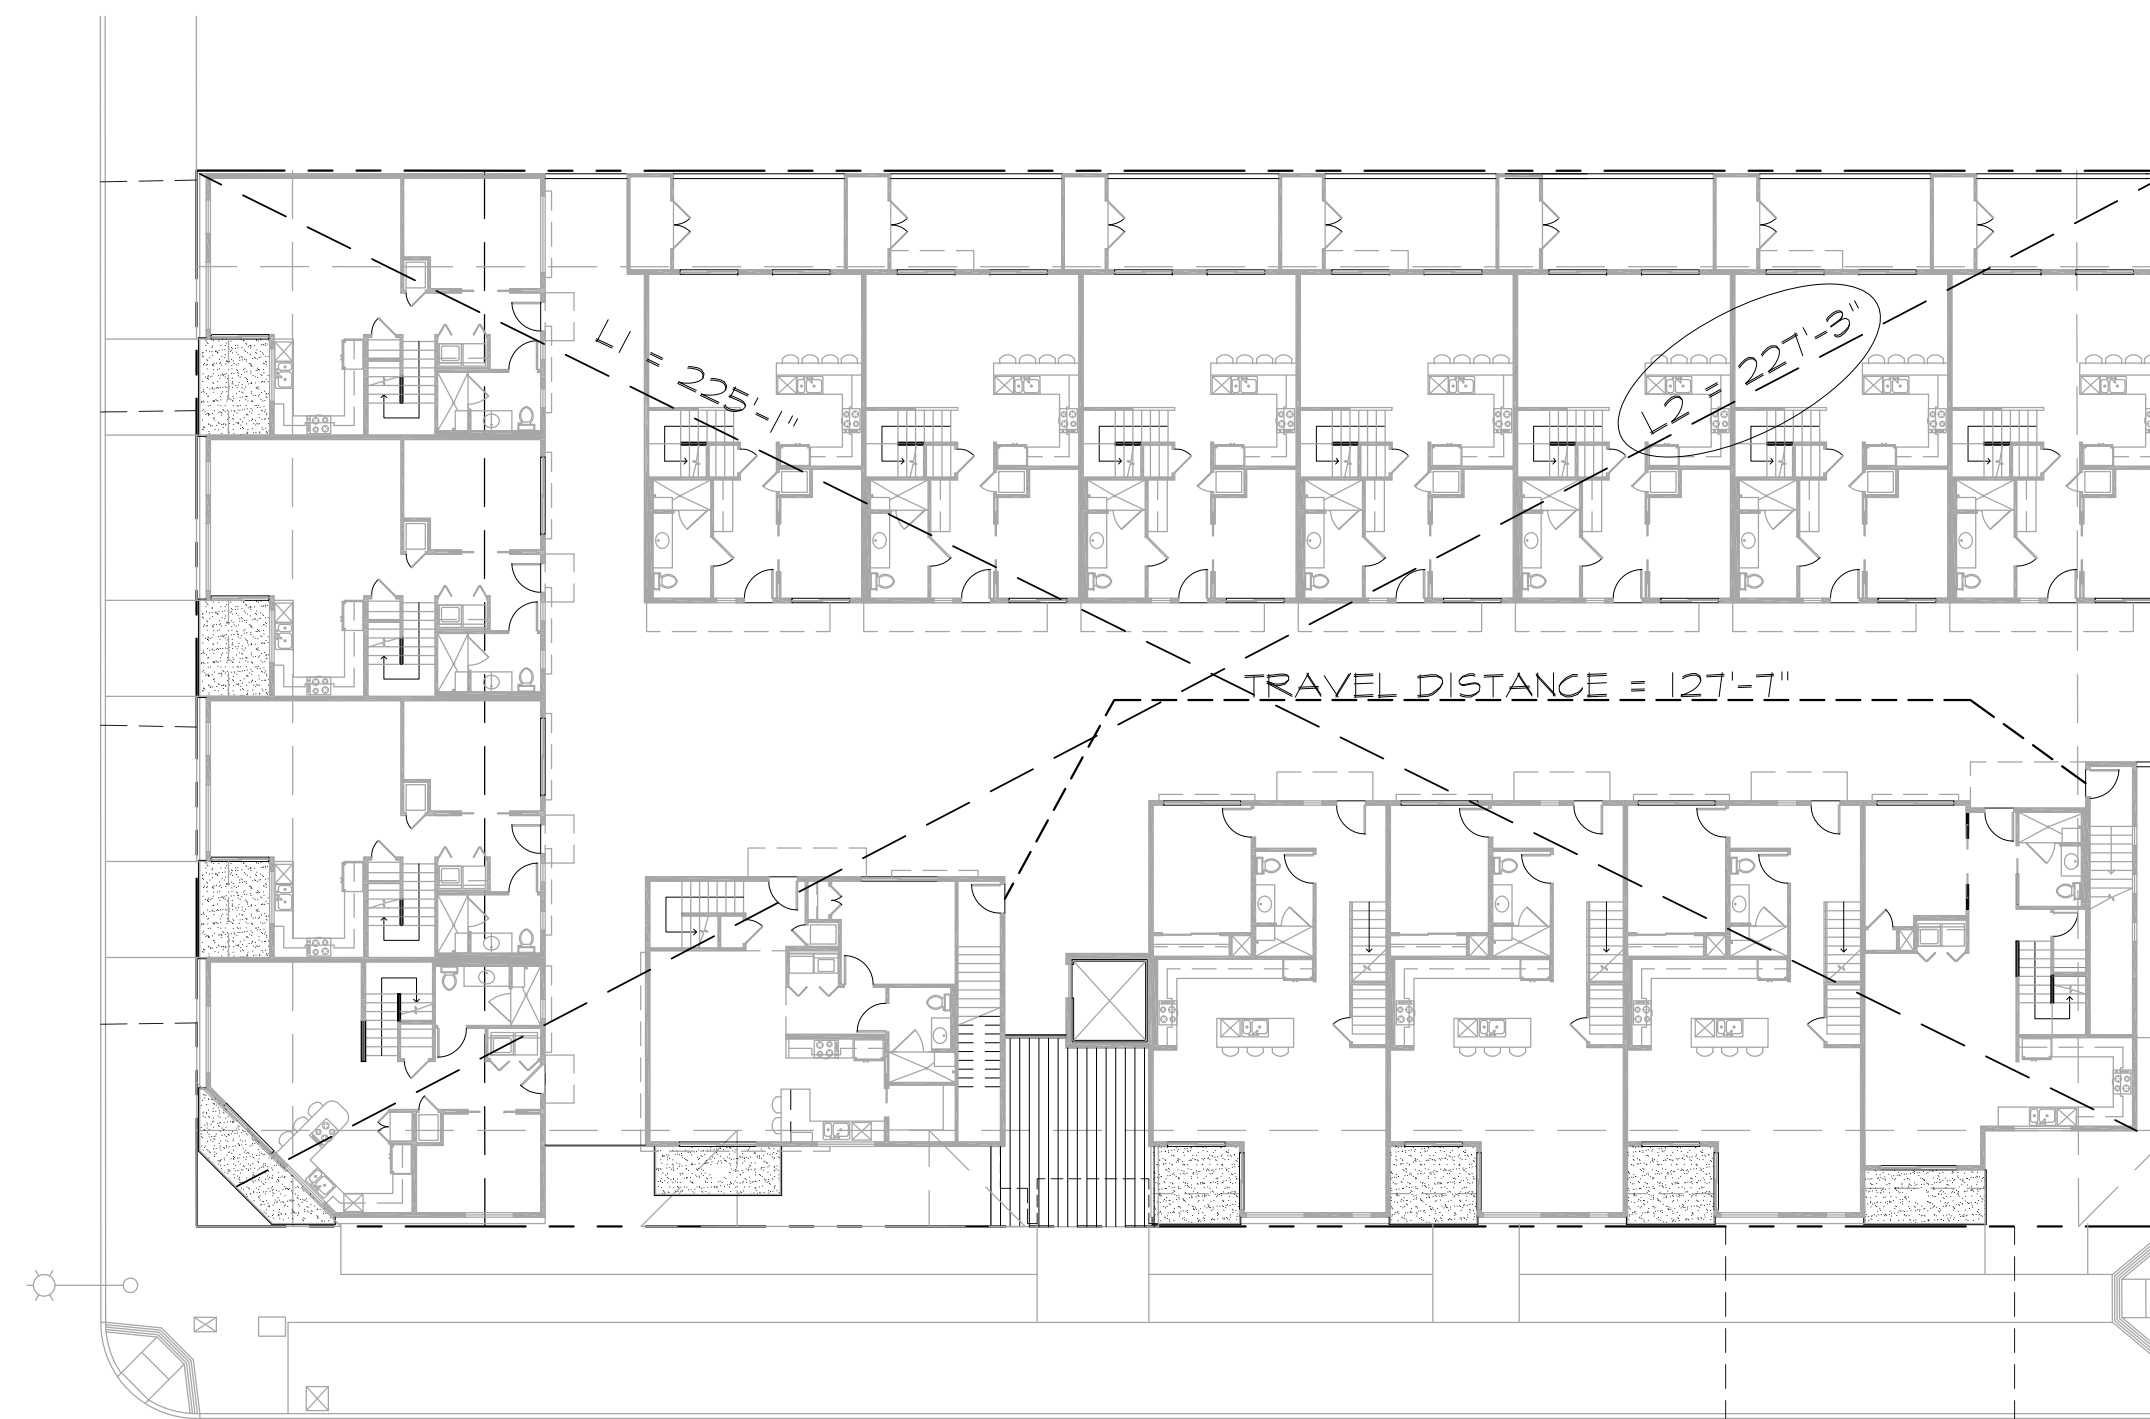 L1 = 225'-1"
L2 = 227'-3"
TRAVEL DISTANCE = 127'-7"